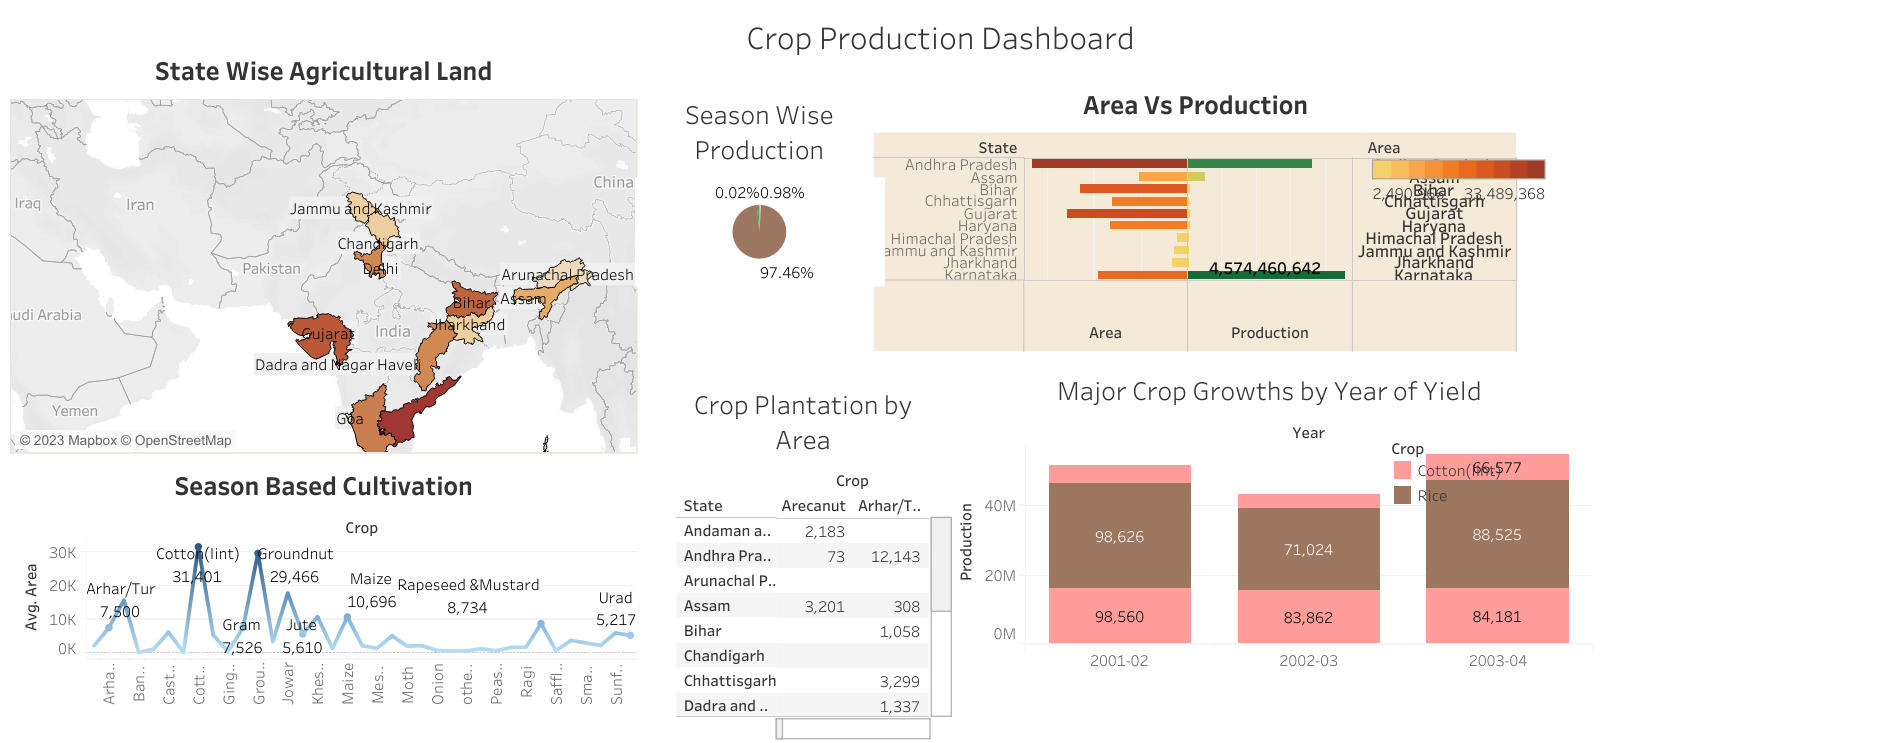 Crop Production Dashboard
State Wise Agricultural Land
China
Iraq
Iran
Jammu and Kashmir
Chandigarh
Delhi
Pakistan
Arunachal Pradesh
Assam
Bihar
udi Arabia
India
Jharkhand
Gujarat
Dadra and Nagar Haveli
Yemen
Goa
© 2023 Mapbox © OpenStreetMap
Season Wise
Production
0.02%
0.98%
97.46%
Area Vs Production
State
Area
Andhra Pradesh
Assam
Assam
Bihar
Bihar
Chhattisgarh
Chhattisgarh
33,489,368
Gujarat
Gujarat
Haryana
Haryana
Himachal Pradesh
Himachal Pradesh
ammu and Kashmir
Jammu and Kashmir
Jharkhand
Jharkhand
Karnataka
4,574,460,642
Karnataka
Area
Production
Season Based Cultivation
Crop
Avg. Area
30K
20K
10K
0K
Cotton(lint)
31,401
Groundnut
29,466
Arhar/Tur
7,500
Gram
7,526
Jute
5,610
Maize
10,696
Rapeseed &Mustard
8,734
Urad
5,217
Arha..
Ban..
Cast..
Cott..
Ging..
Grou..
Jowar
Khes..
Maize
Mes..
Moth
Onion
othe..
Peas..
Ragi
Saffl..
Sma..
Sunf..
Crop Plantation by
Area
Crop
State Arecanut Arhar/T..
Andaman a.. 2,183
Andhra Pra.. 73 12,143
Arunachal P..
Assam 3,201 308
Bihar 1,058
Chandigarh
Chhattisgarh 3,299
Dadra and .. 1,337
Major Crop Growths by Year of Yield
Year
Crop
Cotton(lint)
66,577
Rice
Production
40M
20M
0M
98,626
71,024
88,525
98,560
83,862
84,181
2001-02
2002-03
2003-04